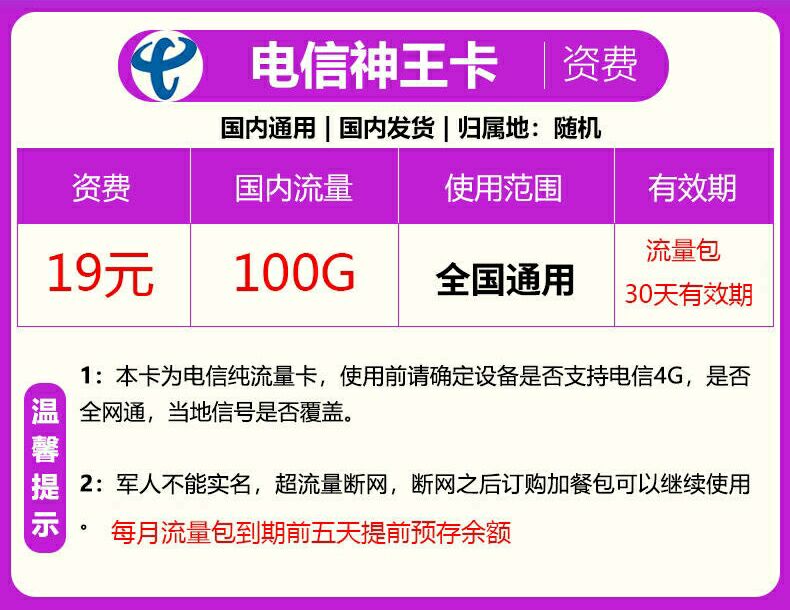 电信神王卡 资费
国内通用 | 国内发货 | 归属地：随机
资费 国内流量 使用范围 有效期
19元 100G 全国通用 流量包
30天有效期
温馨提示
1：本卡为电信纯流量卡，使用前请确定设备是否支持电信4G，是否
全网通，当地信号是否覆盖。
2：军人不能实名，超流量断网，断网之后订购加餐包可以继续使用
。 每月流量包到期前五天提前预存余额